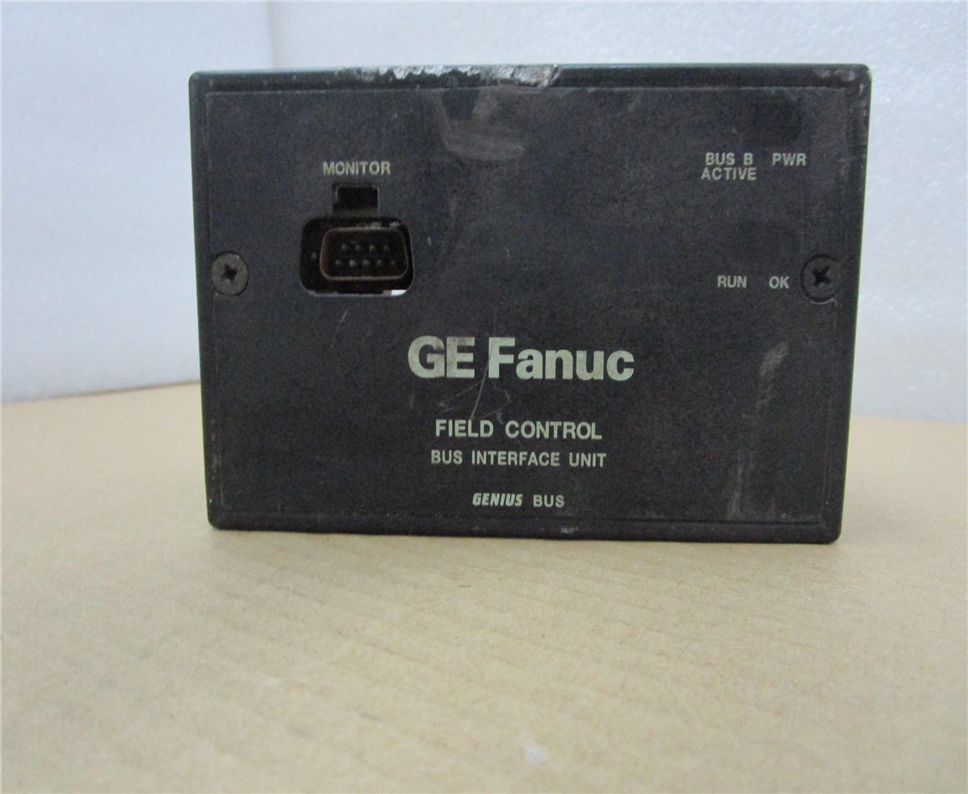 MONITOR
BUS B PWR
ACTIVE
RUN OK
GE Fanuc
FIELD CONTROL
BUS INTERFACE UNIT
GENIUS BUS